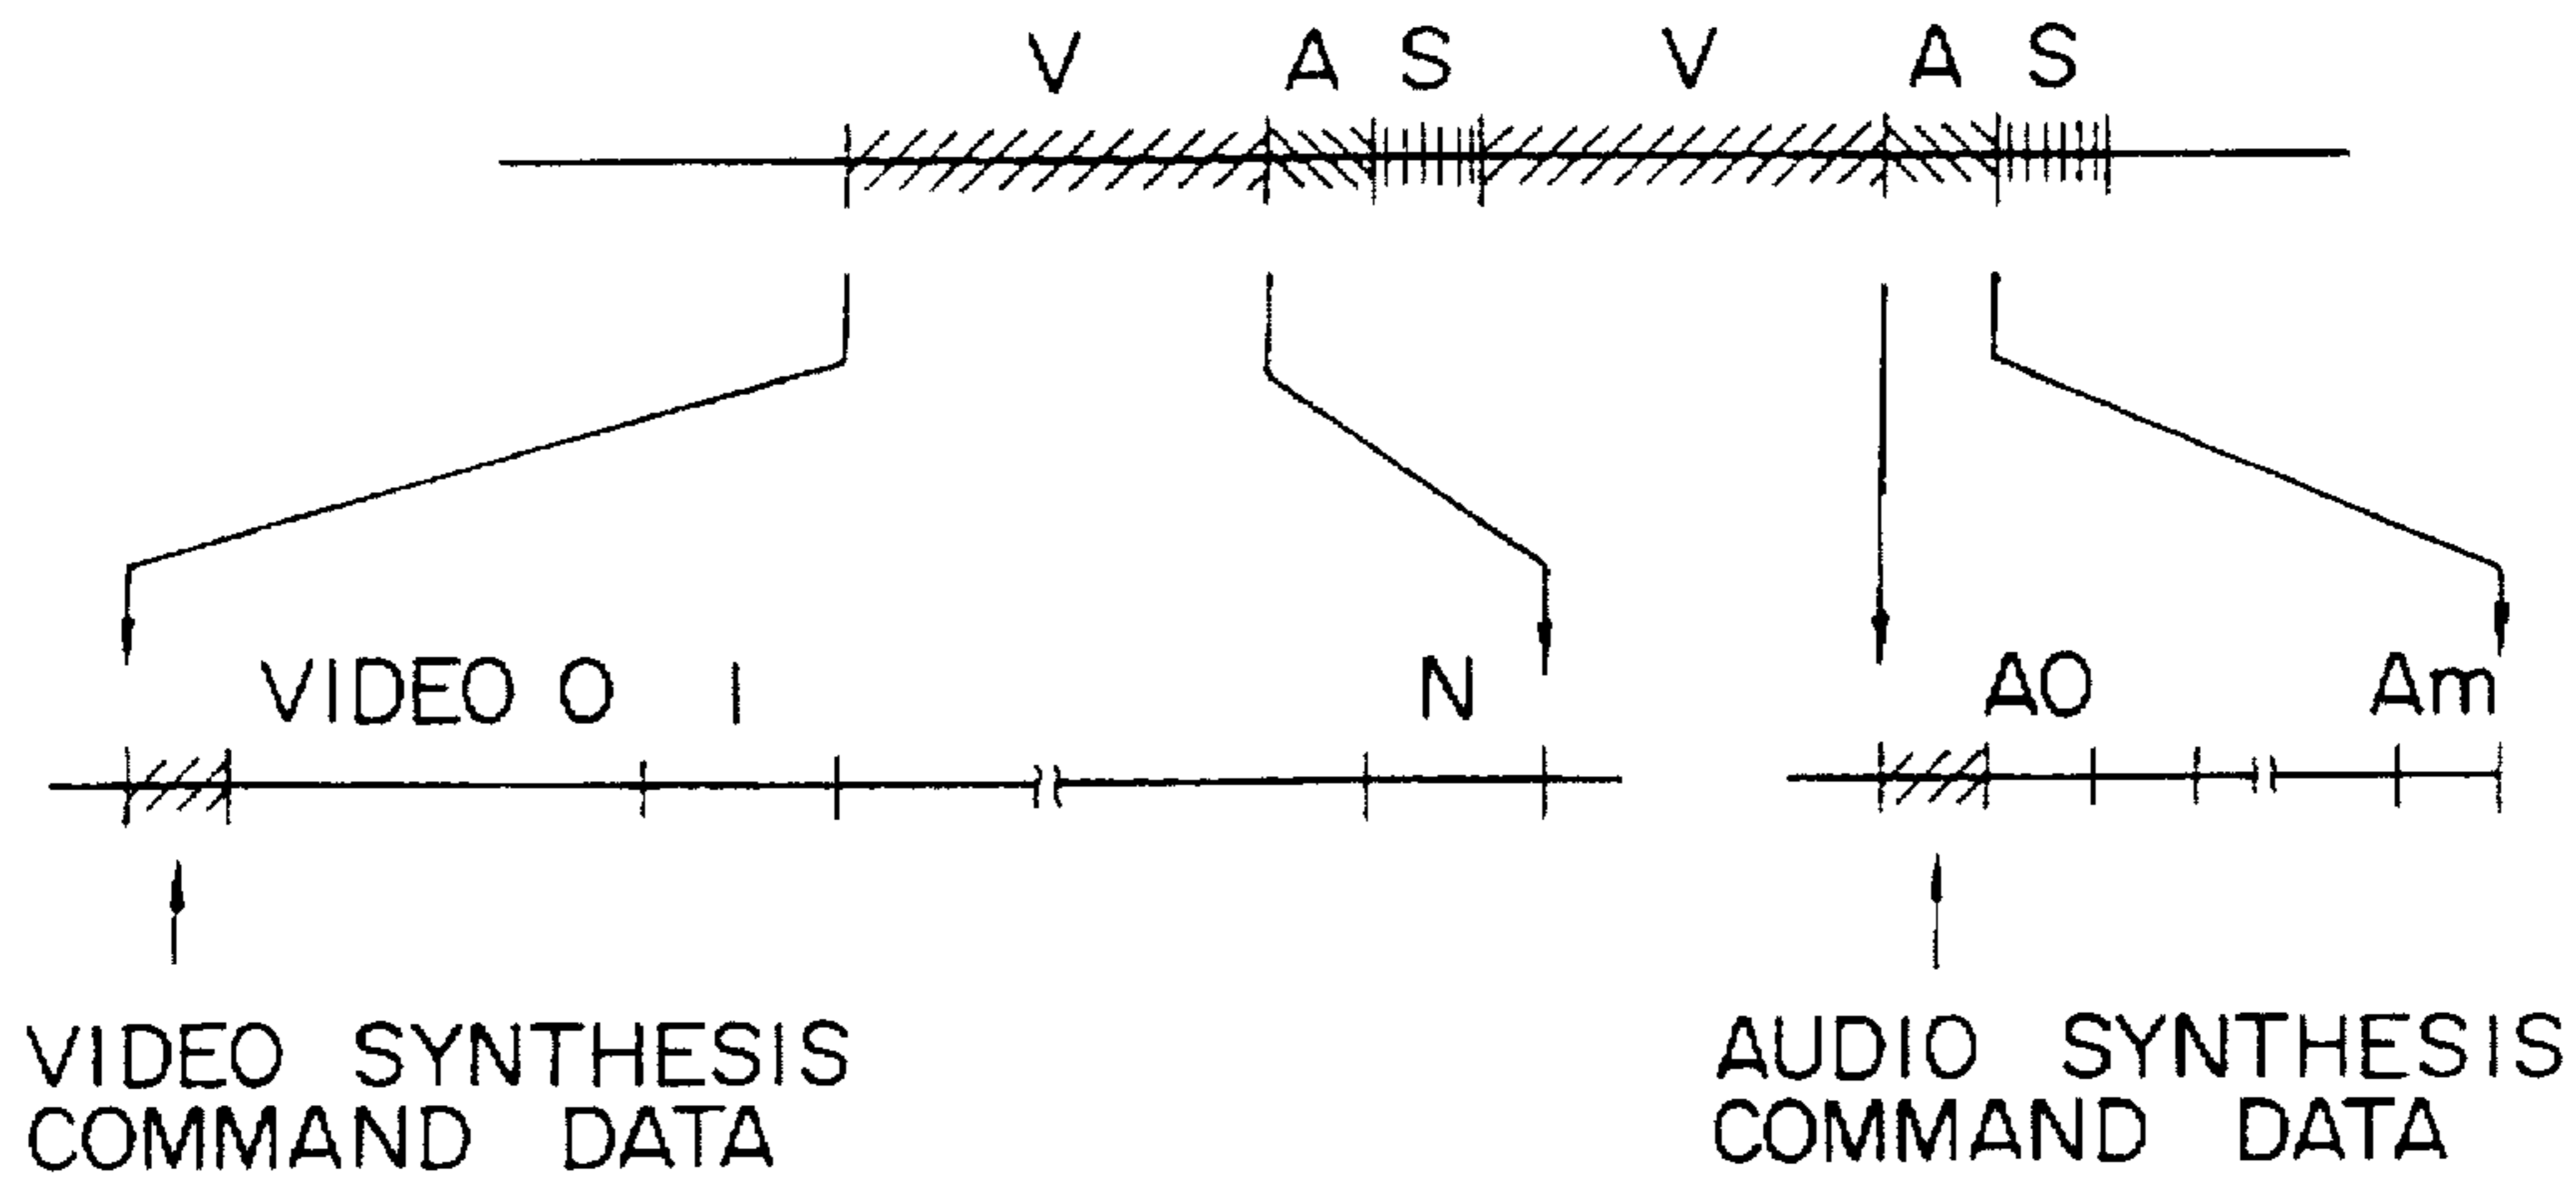 V A S V A S
VIDEO 0 1 N A0 Am
VIDEO SYNTHESIS
COMMAND DATA
AUDIO SYNTHESIS
COMMAND DATA